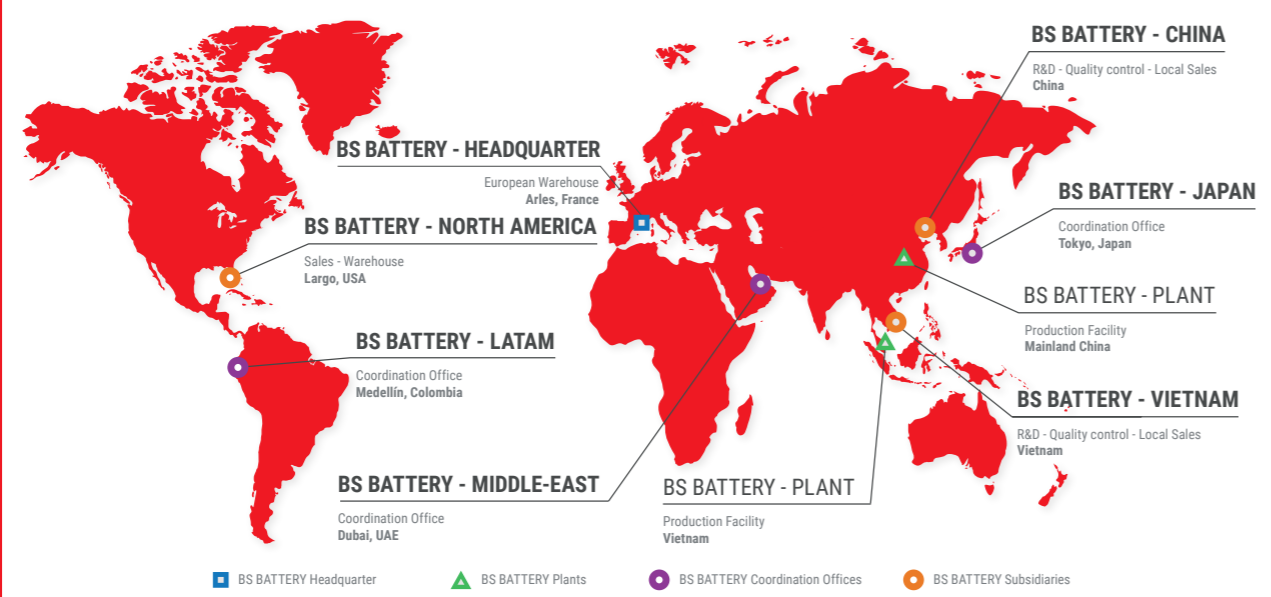 BS BATTERY - CHINA
R&D - Quality control - Local Sales
China
BS BATTERY - HEADQUARTER
European Warehouse
Arles, France
BS BATTERY - JAPAN
Coordination Office
Tokyo, Japan
BS BATTERY - NORTH AMERICA
Sales - Warehouse
Largo, USA
BS BATTERY - PLANT
Production Facility
Mainland China
BS BATTERY - LATAM
Coordination Office
Medellín, Colombia
BS BATTERY - VIETNAM
R&D - Quality control - Local Sales
Vietnam
BS BATTERY - MIDDLE-EAST
Coordination Office
Dubai, UAE
BS BATTERY - PLANT
Production Facility
Vietnam
BS BATTERY Headquarter
BS BATTERY Plants
BS BATTERY Coordination Offices
BS BATTERY Subsidiaries